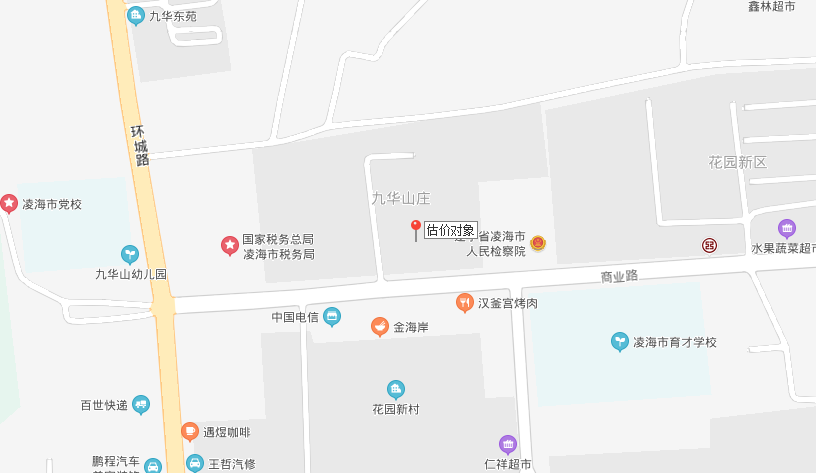 九华东苑
鑫林超市
环城路
花园新区
九华山庄
凌海市党校
估价对象
国家税务总局
凌海市税务局
省凌海市
人民检察院
水果蔬菜超市
九华山幼儿园
商业路
汉釜宫烤肉
中国电信
金海岸
凌海市育才学校
百世快递
花园新村
遇煜咖啡
鹏程汽车
王哲汽修
仁祥超市